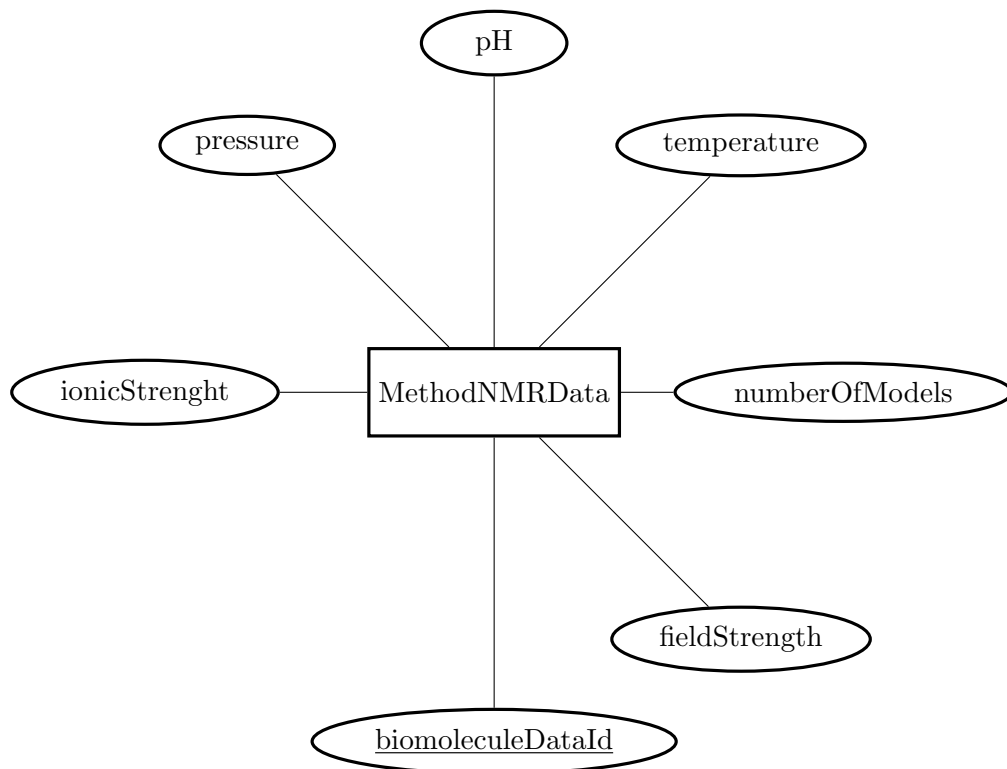 pH
pressure
temperature
ionicStrenght
MethodNMRData
numberOfModels
fieldStrength
biomoleculeDataId